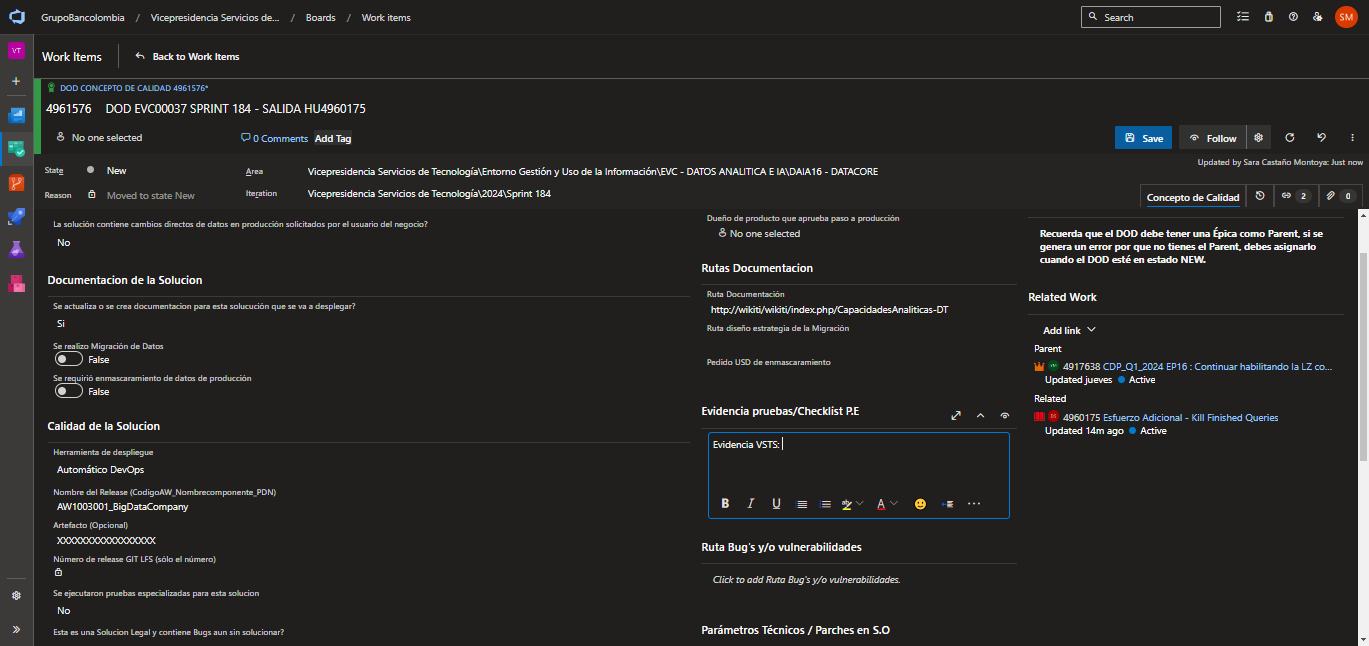 GrupoBancolombia / Vicepresidencia Servicios de... / Boards / Work items
Search
SM
VT
Work Items
Back to Work Items
DOD CONCEPTO DE CALIDAD 4961576*
4961576 DOD EVC00037 SPRINT 184 - SALIDA HU4960175
No one selected
0 Comments
Add Tag
Save
Follow
Updated by Sara Castaño Montoya: Just now
State New
Area Vicepresidencia Servicios de Tecnología\Entorno Gestión y Uso de la Información\EVC - DATOS ANALITICA E IA\DAIA16 - DATACORE
Reason Moved to state New
Iteration Vicepresidencia Servicios de Tecnología\2024\Sprint 184
Concepto de Calidad
2
0
La solución contiene cambios directos de datos en producción solicitados por el usuario del negocio?
No
Documentacion de la Solucion
Se actualiza o se crea documentacion para esta solucución que se va a desplegar?
Si
Se realizo Migración de Datos
False
Se requirió enmascaramiento de datos de producción
False
Calidad de la Solucion
Herramienta de despliegue
Automático DevOps
Nombre del Release (CodigoAW_Nombrecomponente_PDN)
AW1003001_BigDataCompany
Artefacto (Opcional)
XXXXXXXXXXXXXXXXX
Número de release GIT LFS (sólo el número)
Se ejecutaron pruebas especializadas para esta solucion
No
Esta es una Solucion Legal y contiene Bugs aun sin solucionar?
Dueño de producto que aprueba paso a producción
No one selected
Rutas Documentacion
Ruta Documentación
http://wikiti/wikiti/index.php/CapacidadesAnaliticas-DT
Ruta diseño estrategia de la Migración
Pedido USD de enmascaramiento
Evidencia pruebas/Checklist P.E
Evidencia VSTS:
B I U A
Ruta Bug's y/o vulnerabilidades
Click to add Ruta Bug's y/o vulnerabilidades.
Parámetros Técnicos / Parches en S.O
Recuerda que el DOD debe tener una Épica como Parent, si se
genera un error por que no tienes el Parent, debes asignarlo
cuando el DOD esté en estado NEW.
Related Work
Add link
Parent
4917638 CDP_Q1_2024 EP16 : Continuar habilitando la LZ co...
Updated jueves Active
Related
4960175 Esfuerzo Adicional - Kill Finished Queries
Updated 14m ago Active